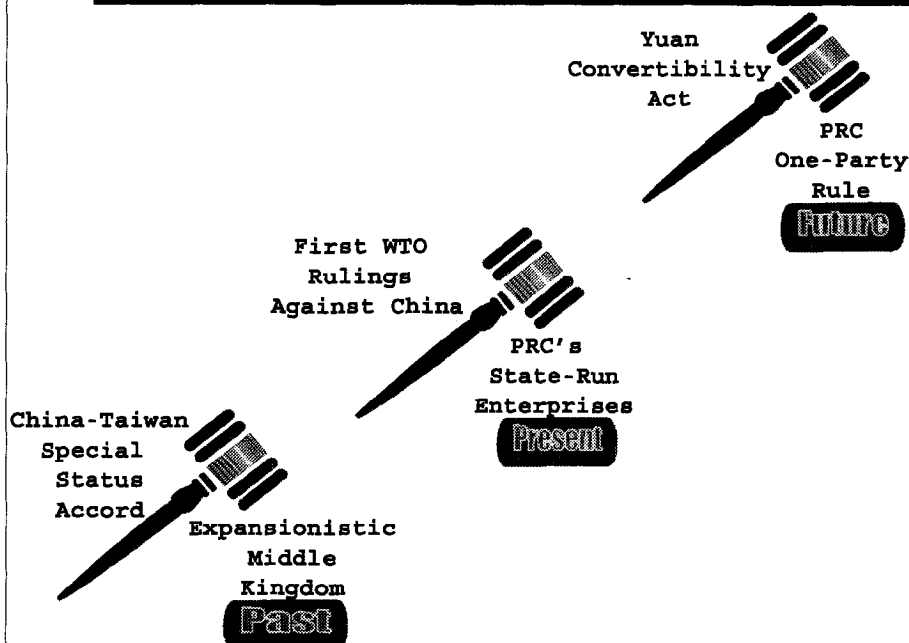 Yuan
Convertibility
Act
PRC
One-Party
Rule
Future
First WTO
Rulings
Against China
PRC's
State-Run
Enterprises
Present
China-Taiwan
Special
Status
Accord
Expansionistic
Middle
Kingdom
Past